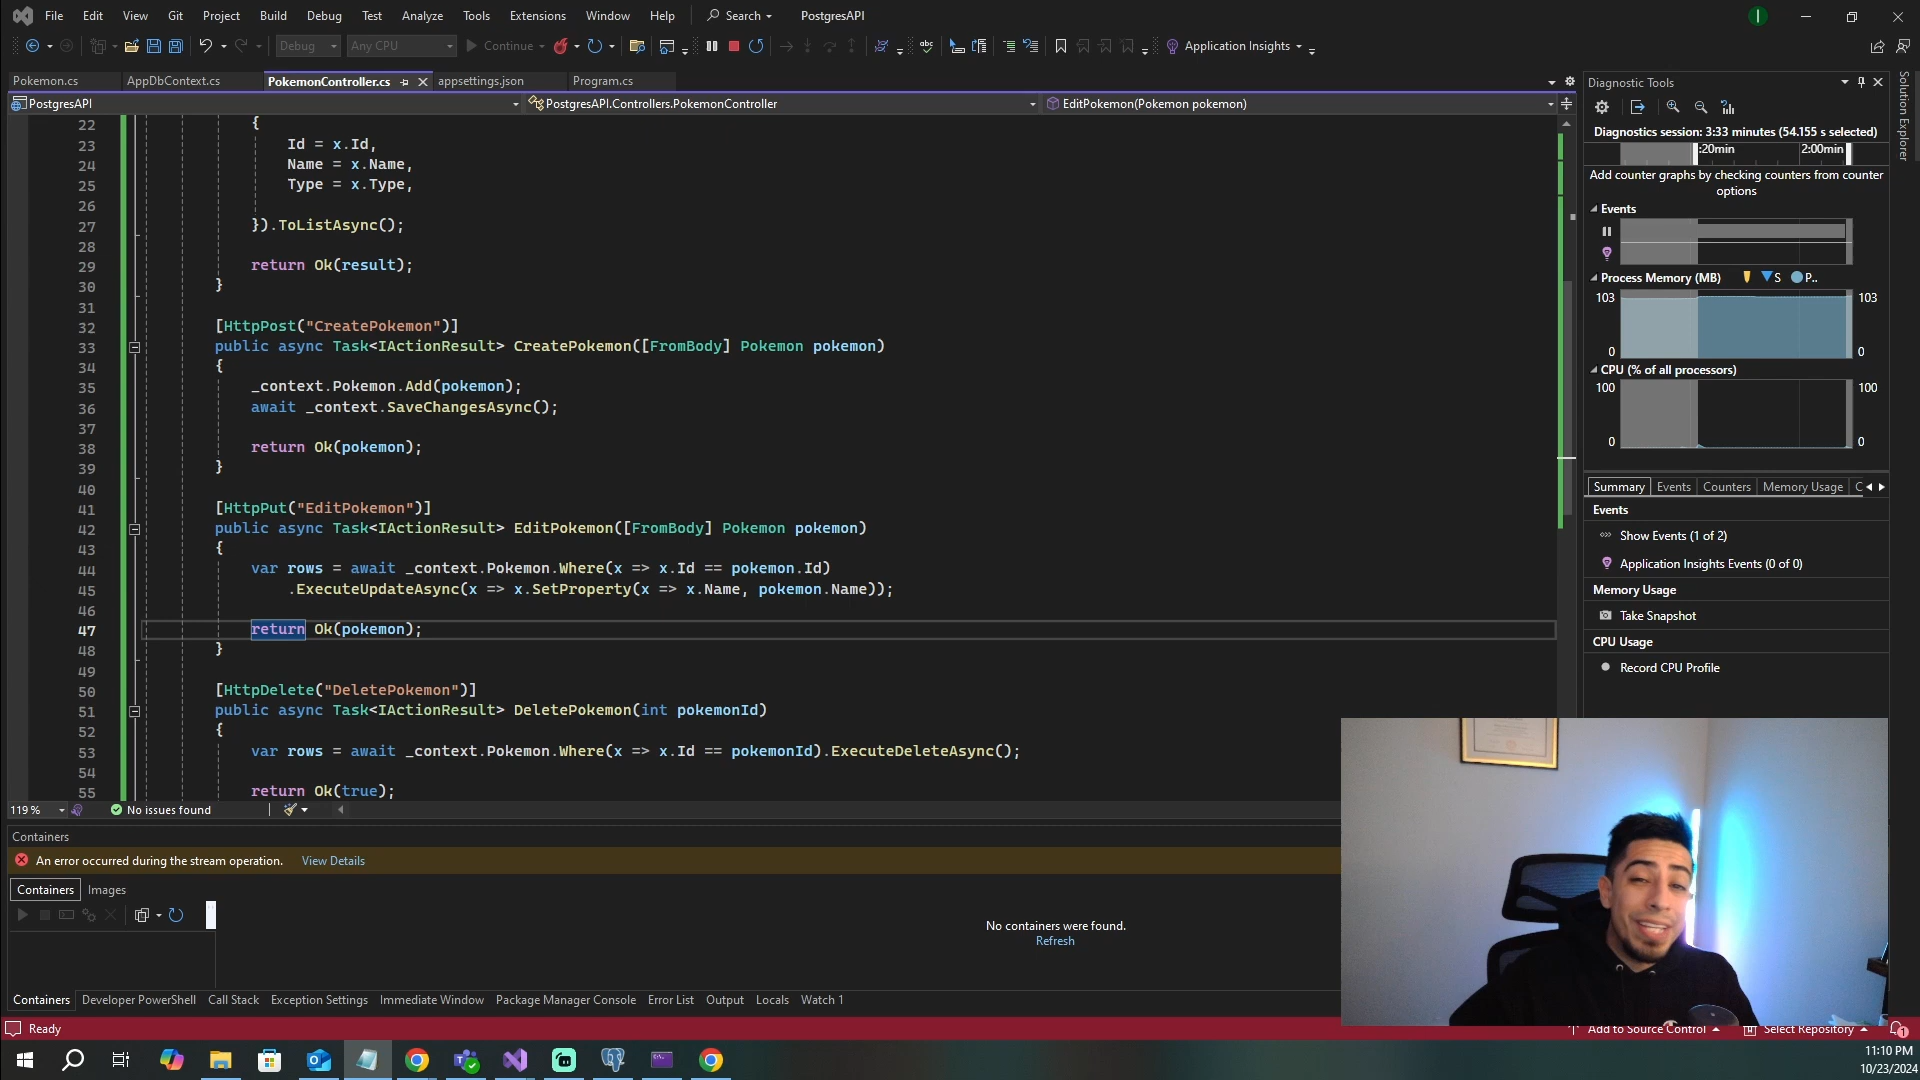 File Edit View Git Project Build Debug Test Analyze Tools Extensions Window Help Search PostgresAPI
Debug Any CPU Continue Application Insights
Pokemon.cs AppDbContext.cs PokemonController.cs appsettings.json Program.cs
PostgresAPI PostgresAPI.Controllers.PokemonController EditPokemon(Pokemon pokemon)
22 {
23 Id = x.Id,
24 Name = x.Name,
25 Type = x.Type,
26
27 }).ToListAsync();
28
29 return Ok(result);
30 }
31
32 [HttpPost("CreatePokemon")]
33 public async Task<IActionResult> CreatePokemon([FromBody] Pokemon pokemon)
34 {
35 _context.Pokemon.Add(pokemon);
36 await _context.SaveChangesAsync();
37
38 return Ok(pokemon);
39 }
40
41 [HttpPut("EditPokemon")]
42 public async Task<IActionResult> EditPokemon([FromBody] Pokemon pokemon)
43 {
44 var rows = await _context.Pokemon.Where(x => x.Id == pokemon.Id)
45 .ExecuteUpdateAsync(x => x.SetProperty(x => x.Name, pokemon.Name));
46
47 return Ok(pokemon);
48 }
49
50 [HttpDelete("DeletePokemon")]
51 public async Task<IActionResult> DeletePokemon(int pokemonId)
52 {
53 var rows = await _context.Pokemon.Where(x => x.Id == pokemonId).ExecuteDeleteAsync();
54
55 return Ok(true);
119 % No issues found
Diagnostic Tools
Diagnostics session: 3:33 minutes (54.155 s selected)
:20min 2:00min
Add counter graphs by checking counters from counter
options
Events
Process Memory (MB) S P..
103 103
0 0
CPU (% of all processors)
100 100
0 0
Summary Events Counters Memory Usage C
Events
Show Events (1 of 2)
Application Insights Events (0 of 0)
Memory Usage
Take Snapshot
CPU Usage
Record CPU Profile
Solution Explorer
Containers
An error occurred during the stream operation. View Details
Containers Images
No containers were found.
Refresh
Containers Developer PowerShell Call Stack Exception Settings Immediate Window Package Manager Console Error List Output Locals Watch 1
Ready Add to Source Control Select Repository 1
11:10 PM
10/23/2024